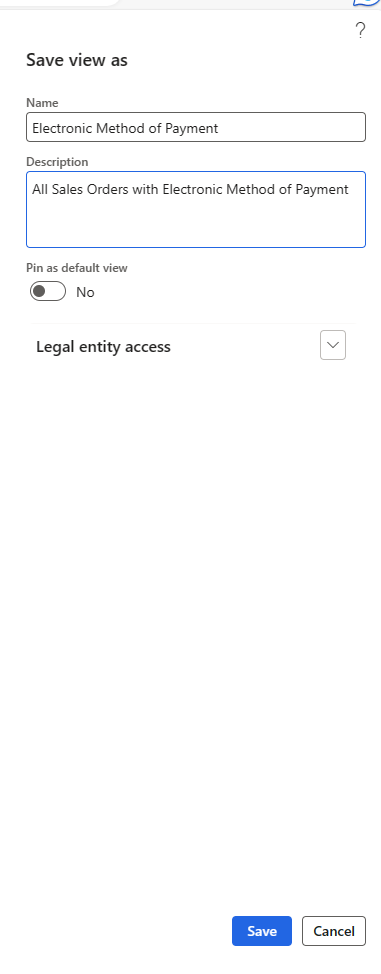 ?
Save view as
Name
Electronic Method of Payment
Description
All Sales Orders with Electronic Method of Payment
Pin as default view
No
Legal entity access
Save Cancel